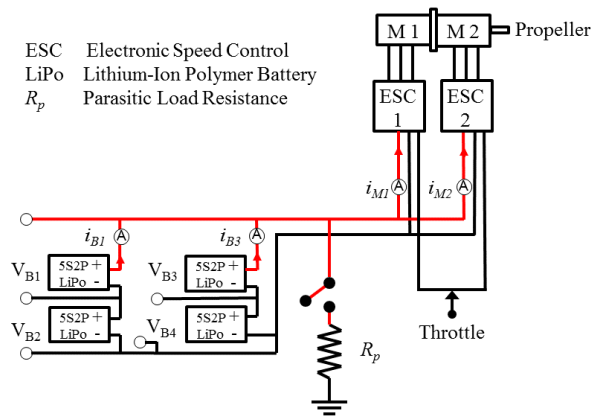 M 1 M 2 Propeller
ESC Electronic Speed Control
LiPo Lithium-Ion Polymer Battery
Rp Parasitic Load Resistance
ESC 1
ESC 2
iM1 A
iM2 A
iB1 A
iB3 A
VB1
5S2P +
LiPo -
VB3
5S2P +
LiPo -
VB2
5S2P +
LiPo -
VB4
5S2P +
LiPo -
Throttle
Rp